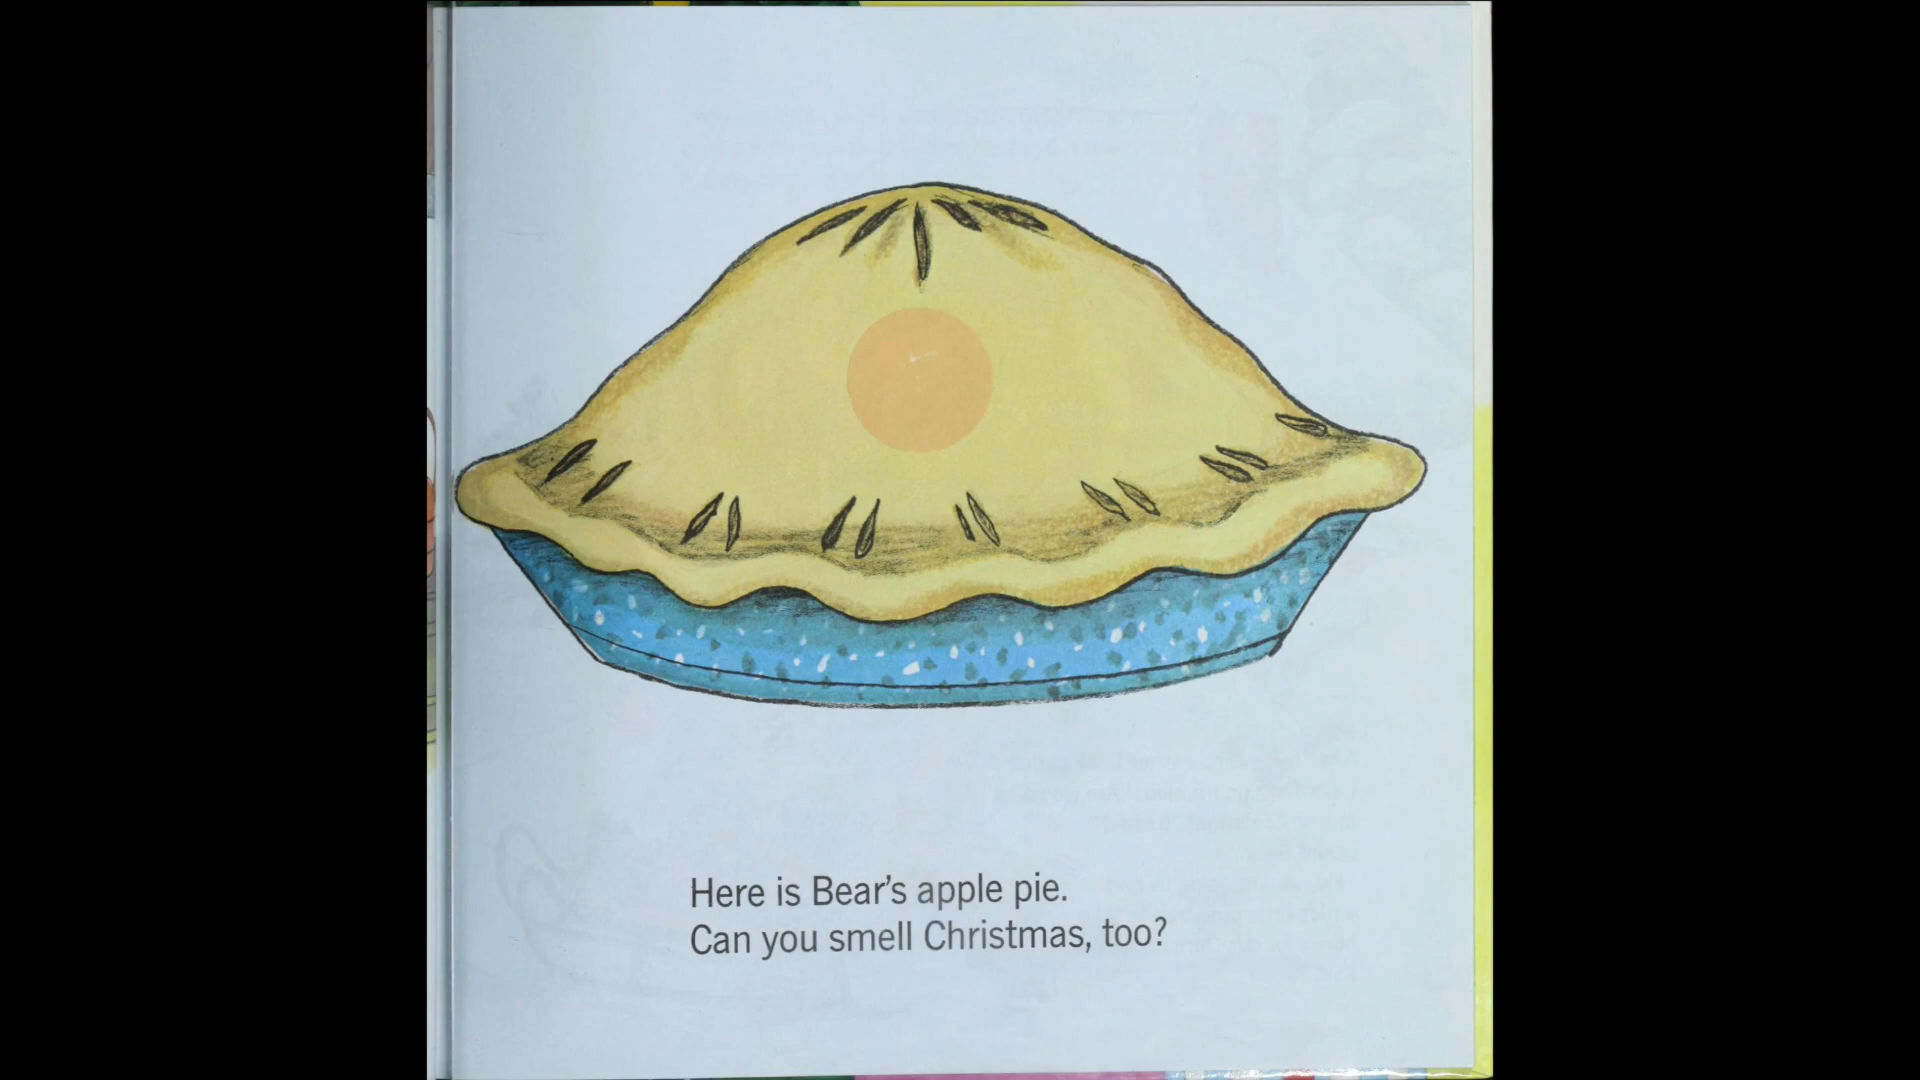 Here is Bear's apple pie.
Can you smell Christmas, too?